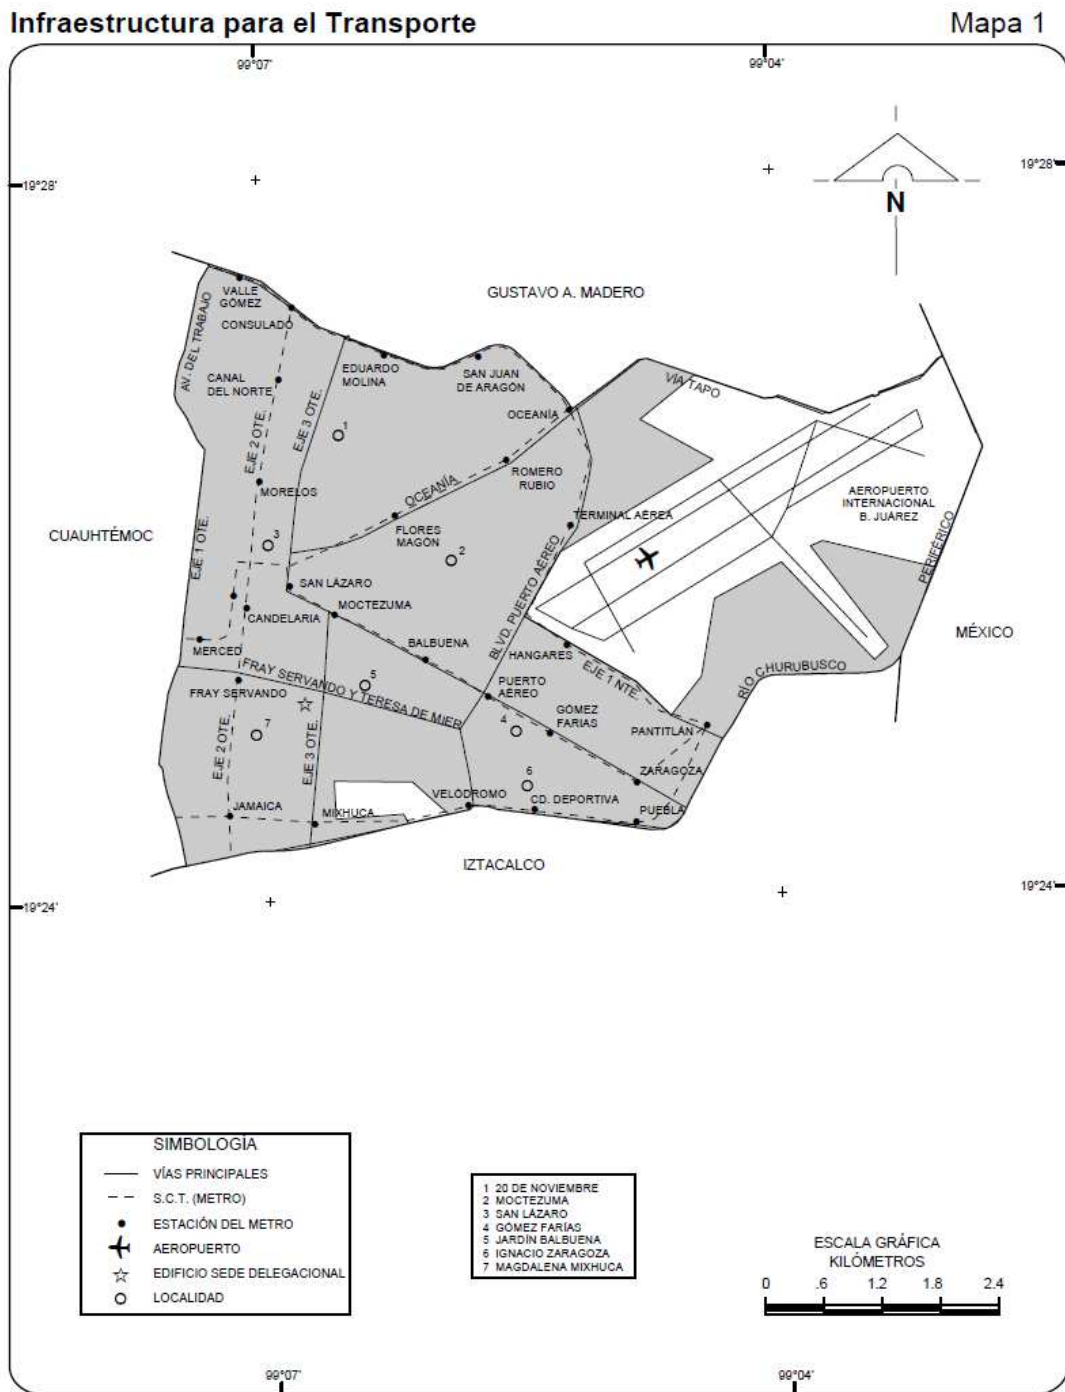 Infraestructura para el Transporte
Mapa 1
99°07'
99°04'
19°28'
19°28'
N
GUSTAVO A. MADERO
VALLE
GÓMEZ
CONSULADO
AV. DEL TRABAJO
CANAL
DEL NORTE
EDUARDO
MOLINA
SAN JUAN
DE ARAGÓN
VÍA TAPO
OCEANÍA
EJE 2 OTE.
EJE 3 OTE.
1
ROMERO
RUBIO
OCEANÍA
MORELOS
AEROPUERTO
INTERNACIONAL
B. JUÁREZ
FLORES
MAGÓN
TERMINAL AÉREA
CUAUHTÉMOC
EJE 1 OTE.
3
2
PERIFÉRICO
BLVD. PUERTO AÉREO
SAN LÁZARO
MOCTEZUMA
CANDELARIA
MÉXICO
MERCED
BALBUENA
HANGARES
EJE 1 NTE.
RÍO CHURUBUSCO
FRAY SERVANDO Y TERESA DE MIER
5
FRAY SERVANDO
PUERTO
AÉREO
GÓMEZ
FARIAS
4
PANTITLÁN
7
EJE 2 OTE.
EJE 3 OTE.
6
ZARAGOZA
VELÓDROMO
CD. DEPORTIVA
PUEBLA
JAMAICA
MIXHUCA
IZTACALCO
19°24'
19°24'
SIMBOLOGÍA
VÍAS PRINCIPALES
S.C.T. (METRO)
ESTACIÓN DEL METRO
AEROPUERTO
EDIFICIO SEDE DELEGACIONAL
LOCALIDAD
1 20 DE NOVIEMBRE
2 MOCTEZUMA
3 SAN LÁZARO
4 GÓMEZ FARÍAS
5 JARDÍN BALBUENA
6 IGNACIO ZARAGOZA
7 MAGDALENA MIXHUCA
ESCALA GRÁFICA
KILÓMETROS
0 .6 1.2 1.8 2.4
99°07'
99°04'